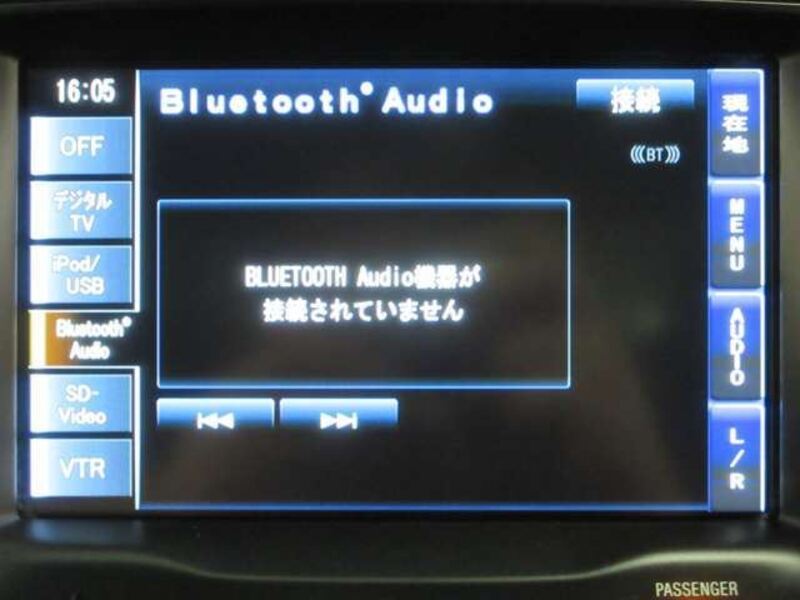 16:05
Bluetooth® Audio
接続
(((BT)))
OFF
デジタル
TV
iPod/
USB
Bluetooth®
Audio
SD-
Video
VTR
BLUETOOTH Audio機器が
接続されていません
現在地
MENU
AUDIO
L/R
PASSENGER